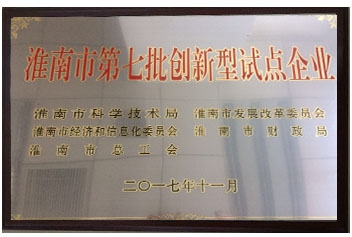 淮南市第七批创新型试点企业
淮南市科学技术局 淮南市发展改革委员会
淮南市经济和信息化委员会 淮南市财政局
淮南市总工会
二〇一七年十一月